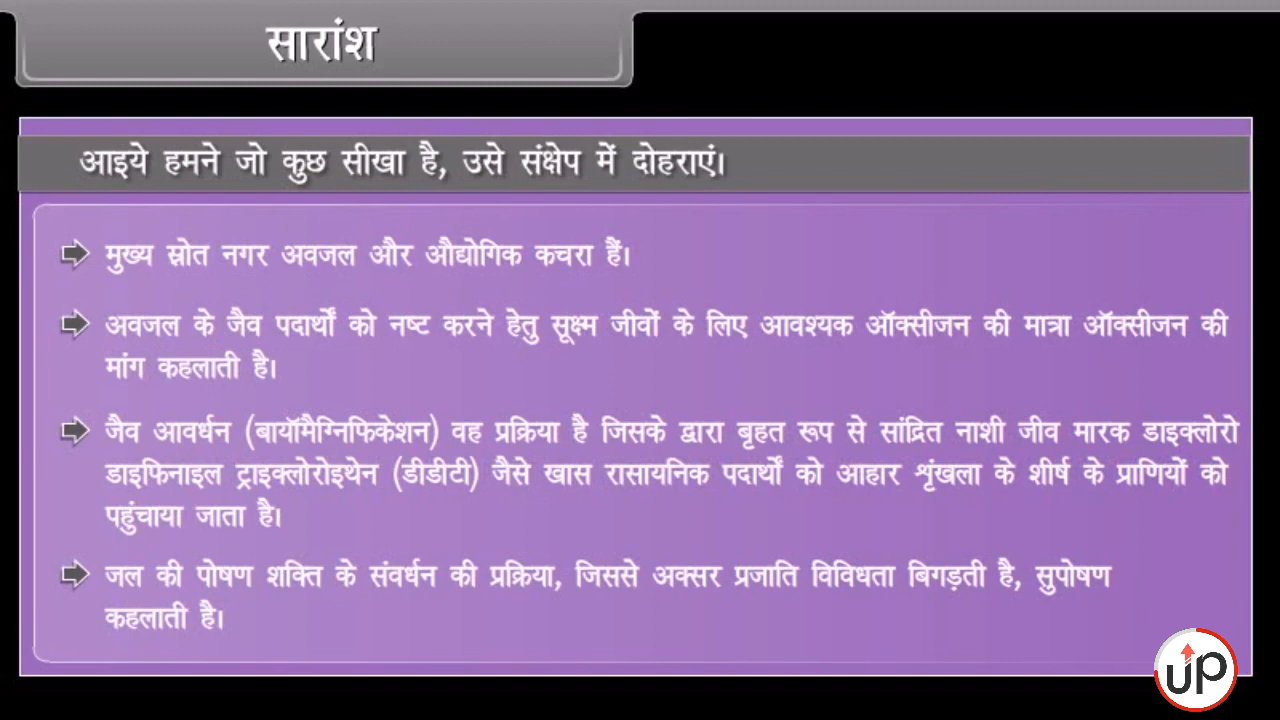 सारांश
आइये हमने जो कुछ सीखा है, उसे संक्षेप में दोहराएं।
मुख्य स्रोत नगर अवजल और औद्योगिक कचरा हैं।
अवजल के जैव पदार्थों को नष्ट करने हेतु सूक्ष्म जीवों के लिए आवश्यक ऑक्सीजन की मात्रा ऑक्सीजन की
मांग कहलाती है।
जैव आवर्धन (बायॉमैग्निफिकेशन) वह प्रक्रिया है जिसके द्वारा बृहत रूप से सांद्रित नाशी जीव मारक डाइक्लोरो
डाइफिनाइल ट्राइक्लोरोइथेन (डीडीटी) जैसे खास रासायनिक पदार्थों को आहार शृंखला के शीर्ष के प्राणियों को
पहुंचाया जाता है।
जल की पोषण शक्ति के संवर्धन की प्रक्रिया, जिससे अक्सर प्रजाति विविधता बिगड़ती है, सुपोषण
कहलाती है।
UP